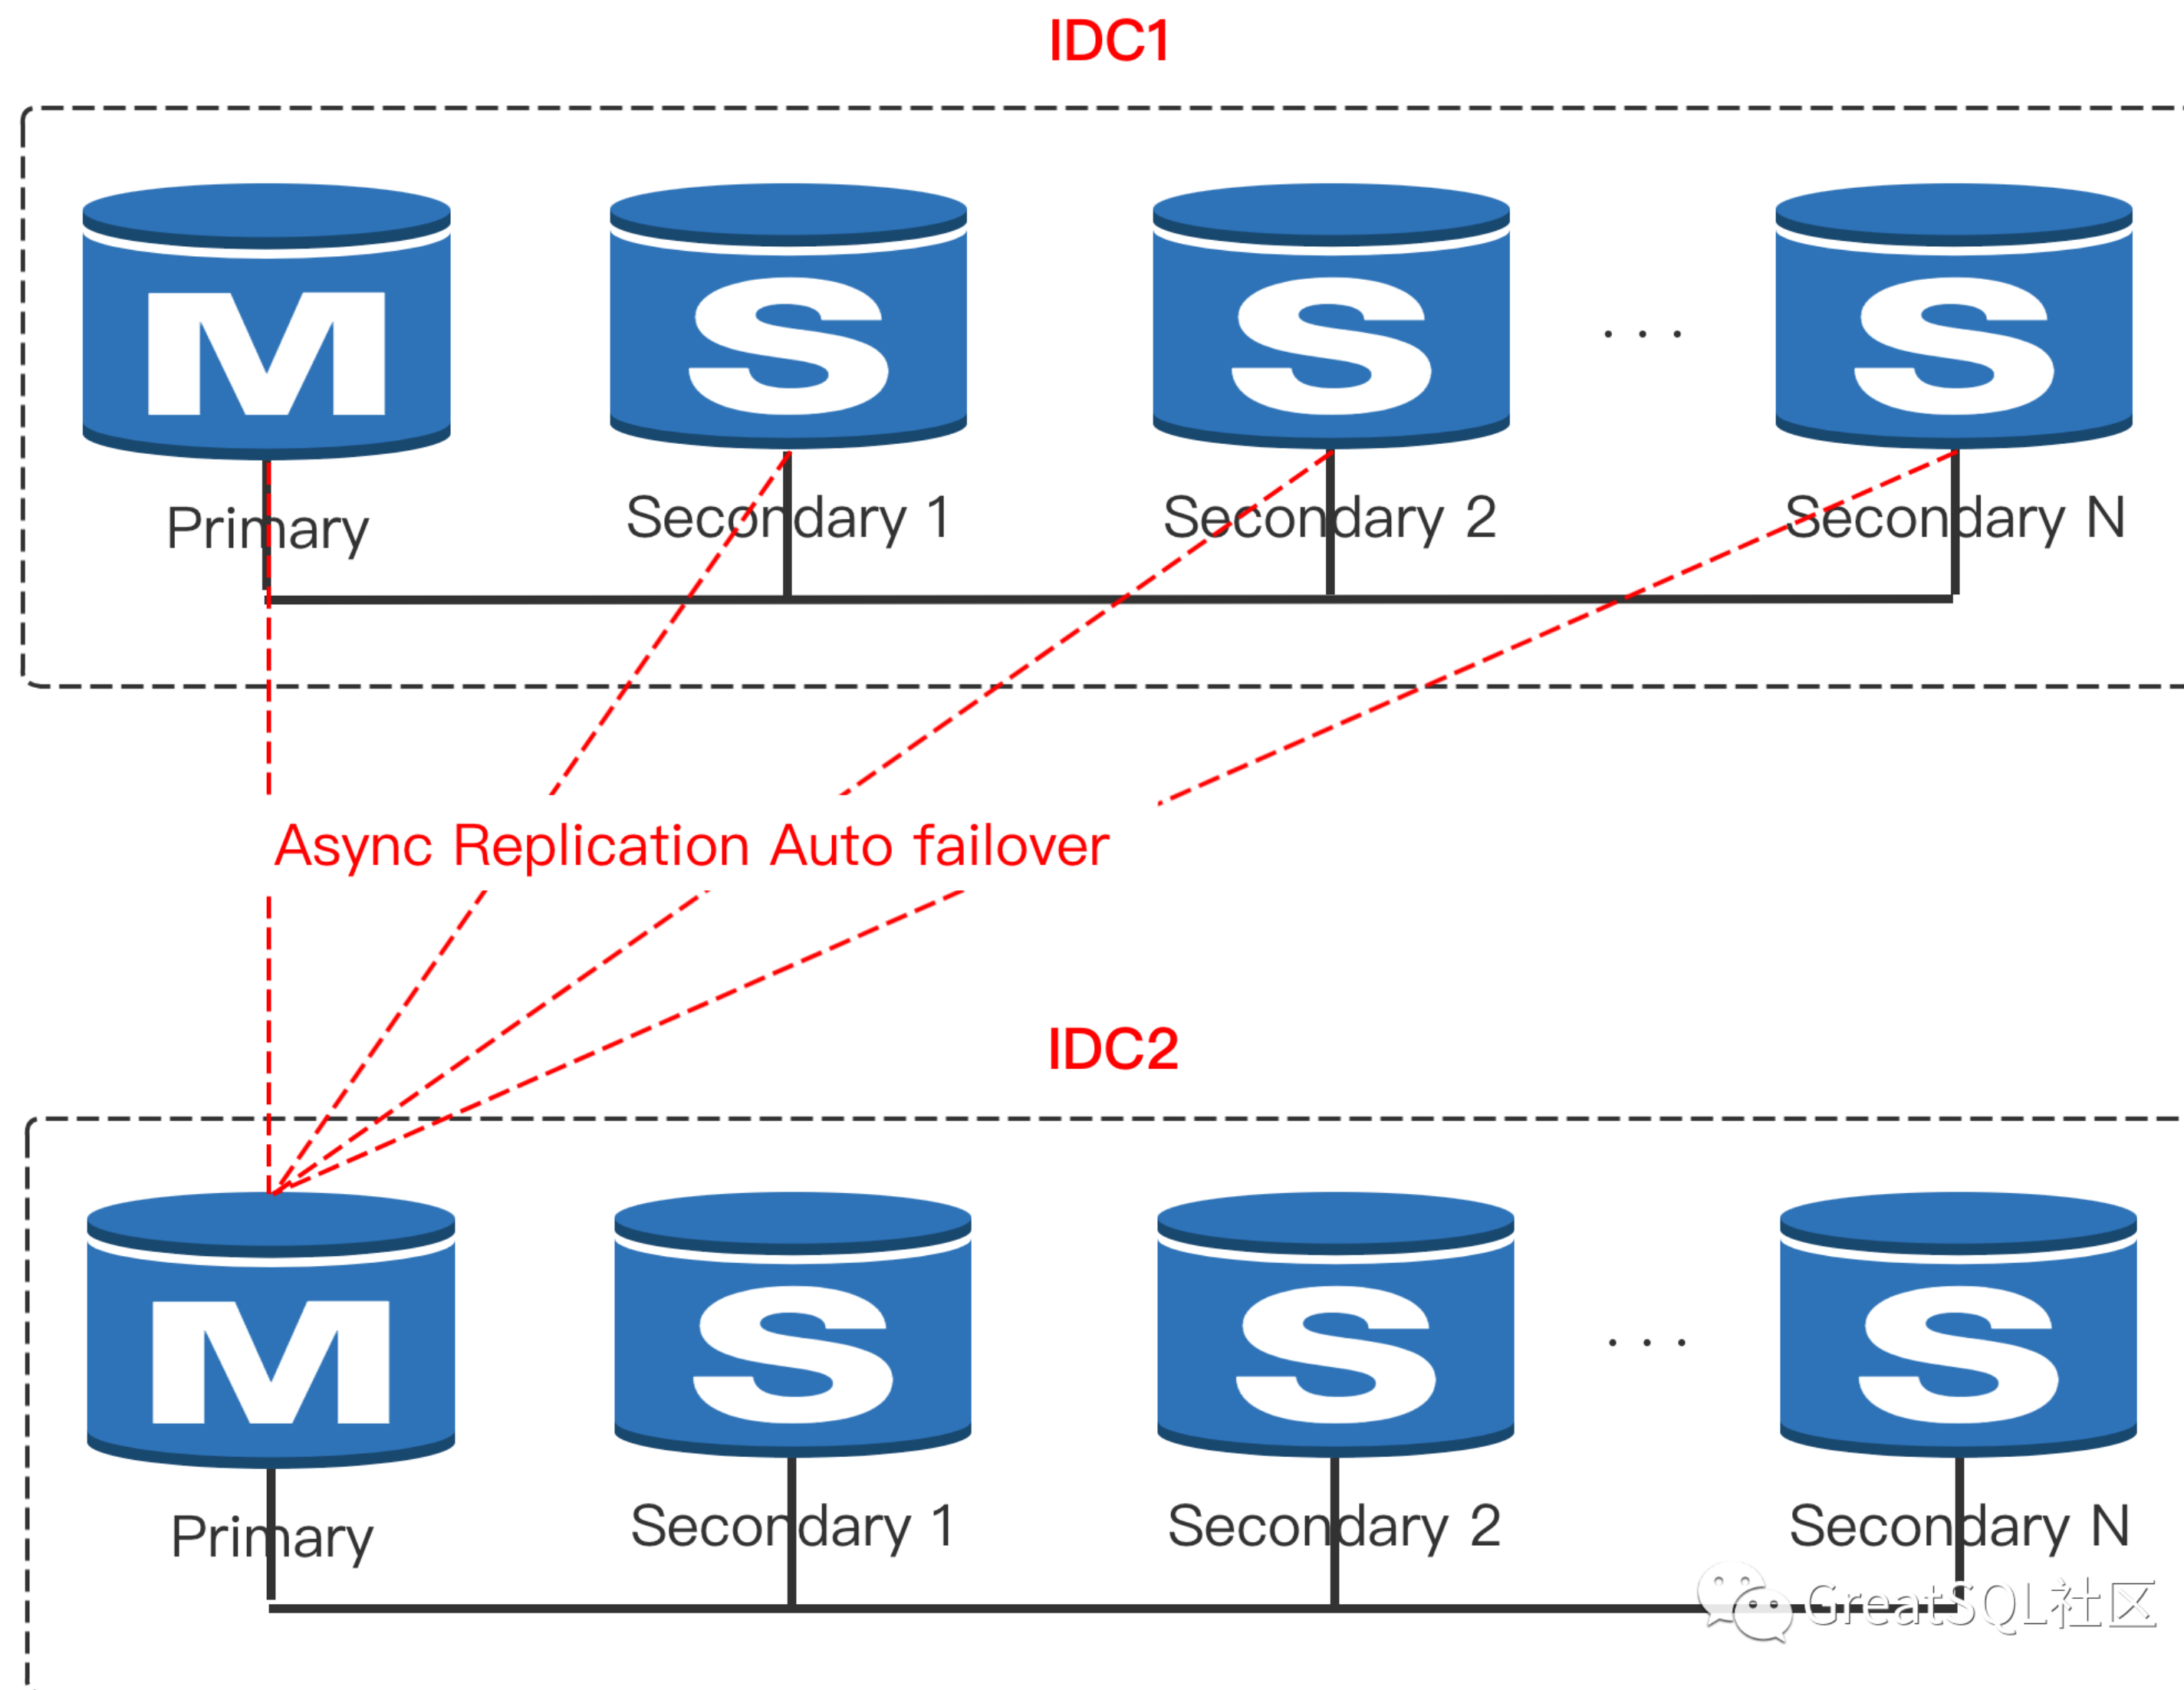 IDC1
M S S ... S
Primary Secondary 1 Secondary 2 Secondary N
Async Replication Auto failover
IDC2
M S S ... S
Primary Secondary 1 Secondary 2 Secondary N
GreatSQL社区